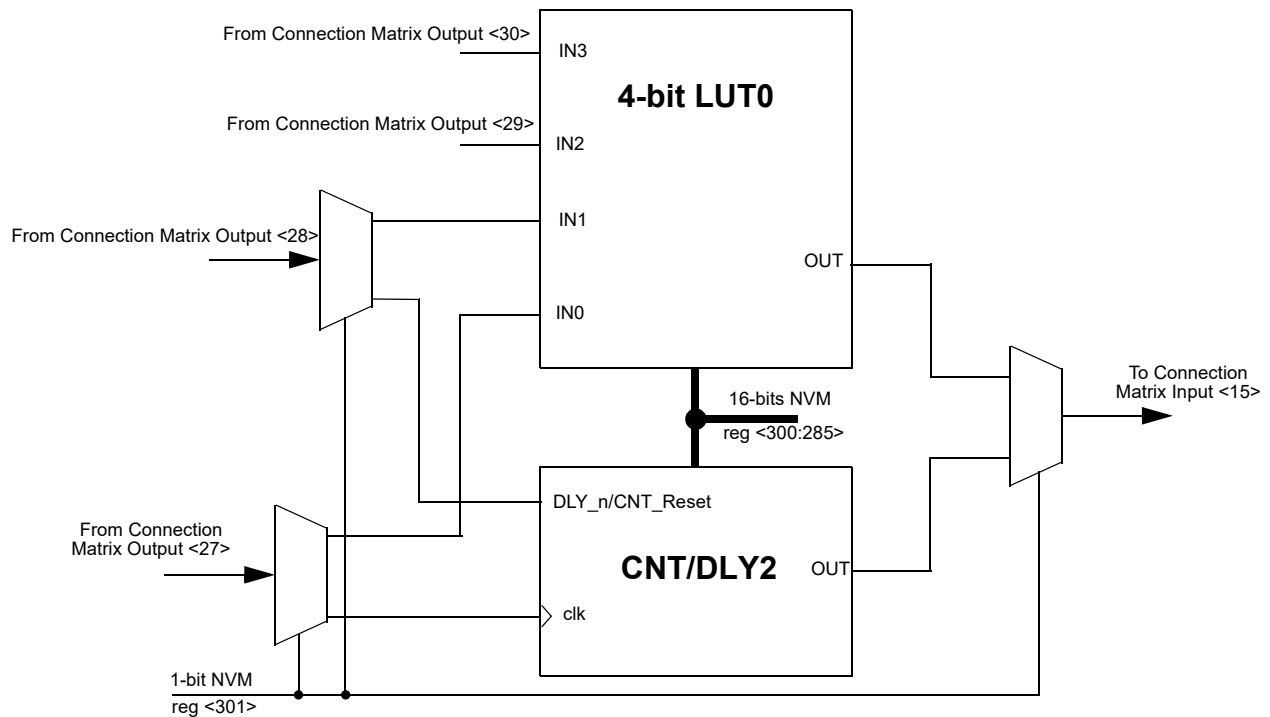 From Connection Matrix Output <30>
IN3
4-bit LUT0
From Connection Matrix Output <29>
IN2
IN1
From Connection Matrix Output <28>
OUT
IN0
To Connection
Matrix Input <15>
16-bits NVM
reg <300:285>
DLY_n/CNT_Reset
From Connection
Matrix Output <27>
CNT/DLY2
OUT
clk
1-bit NVM
reg <301>